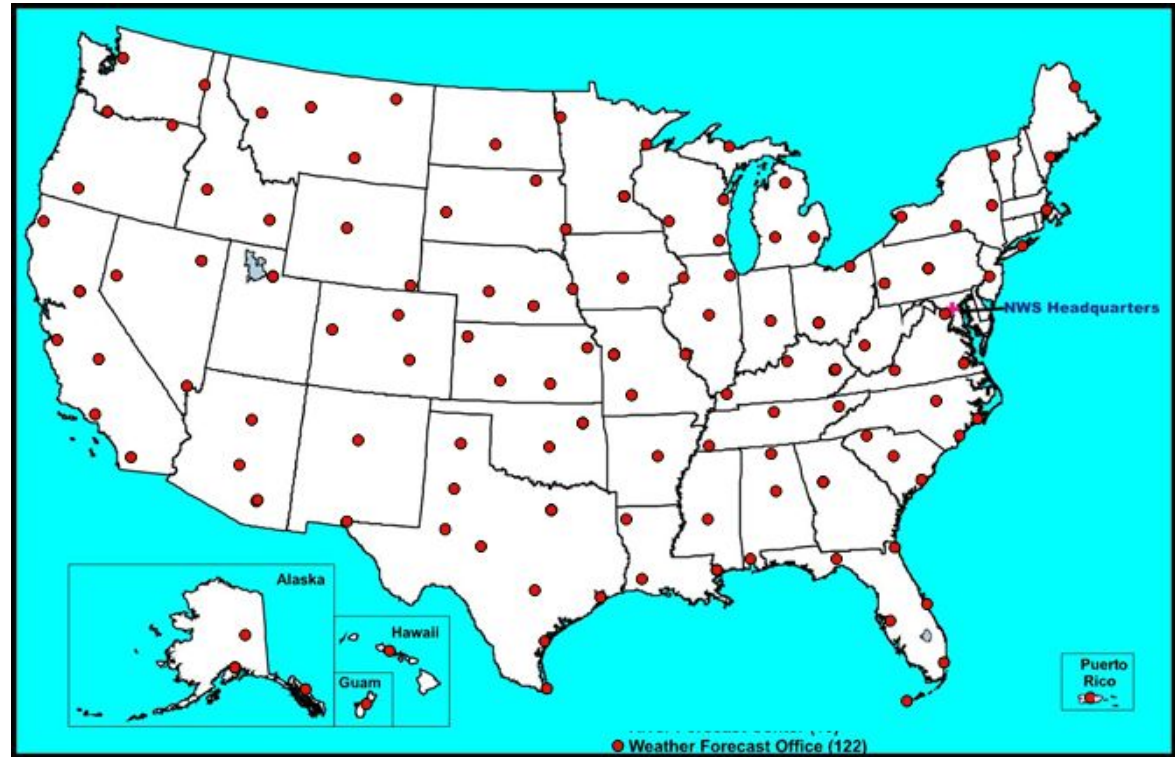 NWS Headquarters
Alaska
Hawaii
Guam
Puerto
Rico
Weather Forecast Office (122)